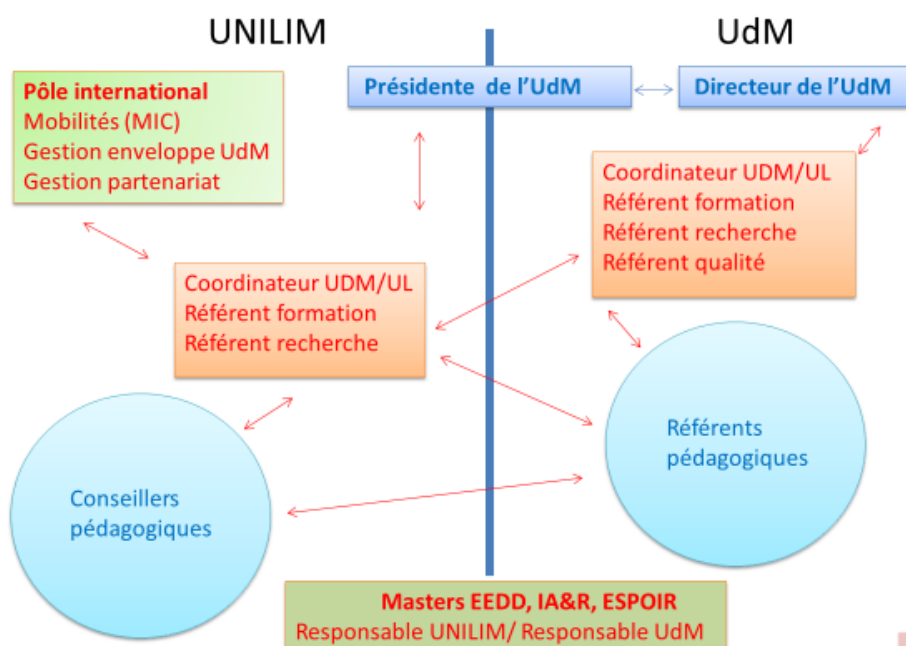 UNILIM
UdM
Pôle international
Mobilités (MIC)
Gestion enveloppe UdM
Gestion partenariat
Présidente de l'UdM
Directeur de l'UdM
Coordinateur UDM/UL
Référent formation
Référent recherche
Référent qualité
Coordinateur UDM/UL
Référent formation
Référent recherche
Référents
pédagogiques
Conseillers
pédagogiques
Masters EEDD, IA&R, ESPOIR
Responsable UNILIM/ Responsable UdM